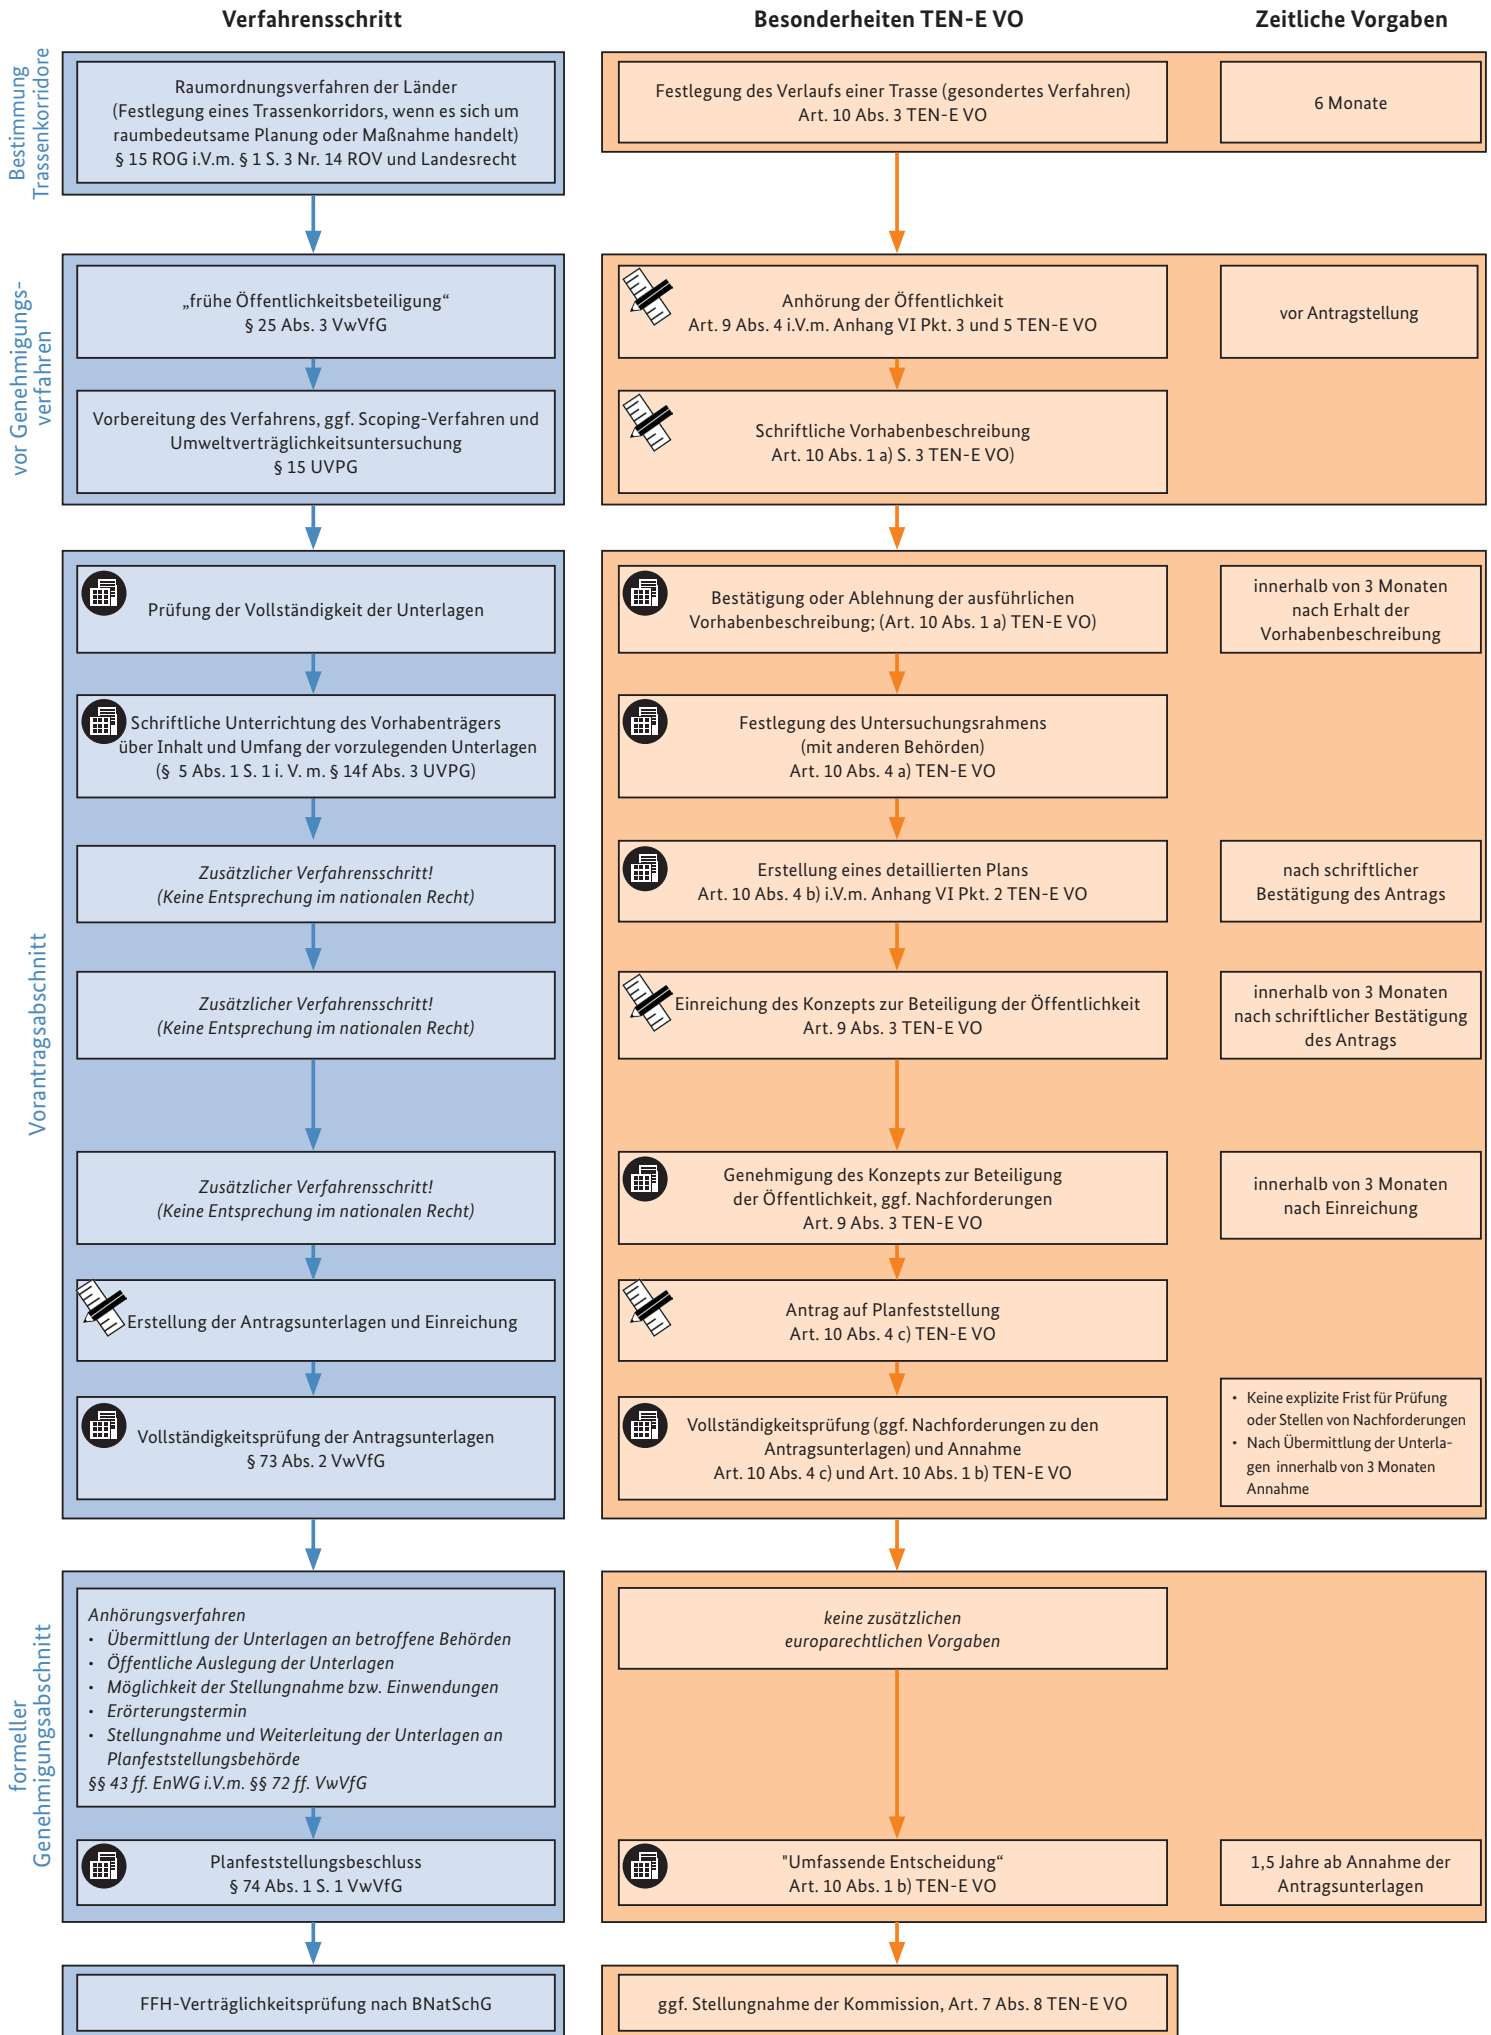 Verfahrensschritt
Besonderheiten TEN-E VO
Zeitliche Vorgaben
Bestimmung
Trassenkorridore
Raumordnungsverfahren der Länder
(Festlegung eines Trassenkorridors, wenn es sich um
raumbedeutsame Planung oder Maßnahme handelt)
§ 15 ROG i.V.m. § 1 S. 3 Nr. 14 ROV und Landesrecht
Festlegung des Verlaufs einer Trasse (gesondertes Verfahren)
Art. 10 Abs. 3 TEN-E VO
6 Monate
vor Genehmigungs-
verfahren
„frühe Öffentlichkeitsbeteiligung“
§ 25 Abs. 3 VwVfG
Anhörung der Öffentlichkeit
Art. 9 Abs. 4 i.V.m. Anhang VI Pkt. 3 und 5 TEN-E VO
vor Antragstellung
Vorbereitung des Verfahrens, ggf. Scoping-Verfahren und
Umweltverträglichkeitsuntersuchung
§ 15 UVPG
Schriftliche Vorhabenbeschreibung
Art. 10 Abs. 1 a) S. 3 TEN-E VO)
Vorantragsabschnitt
Prüfung der Vollständigkeit der Unterlagen
Bestätigung oder Ablehnung der ausführlichen
Vorhabenbeschreibung; (Art. 10 Abs. 1 a) TEN-E VO)
innerhalb von 3 Monaten
nach Erhalt der
Vorhabenbeschreibung
Schriftliche Unterrichtung des Vorhabenträgers
über Inhalt und Umfang der vorzulegenden Unterlagen
(§ 5 Abs. 1 S. 1 i. V. m. § 14f Abs. 3 UVPG)
Festlegung des Untersuchungsrahmens
(mit anderen Behörden)
Art. 10 Abs. 4 a) TEN-E VO
Zusätzlicher Verfahrensschritt!
(Keine Entsprechung im nationalen Recht)
Erstellung eines detaillierten Plans
Art. 10 Abs. 4 b) i.V.m. Anhang VI Pkt. 2 TEN-E VO
nach schriftlicher
Bestätigung des Antrags
Zusätzlicher Verfahrensschritt!
(Keine Entsprechung im nationalen Recht)
Einreichung des Konzepts zur Beteiligung der Öffentlichkeit
Art. 9 Abs. 3 TEN-E VO
innerhalb von 3 Monaten
nach schriftlicher Bestätigung
des Antrags
Zusätzlicher Verfahrensschritt!
(Keine Entsprechung im nationalen Recht)
Genehmigung des Konzepts zur Beteiligung
der Öffentlichkeit, ggf. Nachforderungen
Art. 9 Abs. 3 TEN-E VO
innerhalb von 3 Monaten
nach Einreichung
Erstellung der Antragsunterlagen und Einreichung
Antrag auf Planfeststellung
Art. 10 Abs. 4 c) TEN-E VO
Vollständigkeitsprüfung der Antragsunterlagen
§ 73 Abs. 2 VwVfG
Vollständigkeitsprüfung (ggf. Nachforderungen zu den
Antragsunterlagen) und Annahme
Art. 10 Abs. 4 c) und Art. 10 Abs. 1 b) TEN-E VO
• Keine explizite Frist für Prüfung
oder Stellen von Nachforderungen
• Nach Übermittlung der Unterla-
gen innerhalb von 3 Monaten
Annahme
formeller
Genehmigungsabschnitt
Anhörungsverfahren
• Übermittlung der Unterlagen an betroffene Behörden
• Öffentliche Auslegung der Unterlagen
• Möglichkeit der Stellungnahme bzw. Einwendungen
• Erörterungstermin
• Stellungnahme und Weiterleitung der Unterlagen an
Planfeststellungsbehörde
§§ 43 ff. EnWG i.V.m. §§ 72 ff. VwVfG
keine zusätzlichen
europarechtlichen Vorgaben
Planfeststellungsbeschluss
§ 74 Abs. 1 S. 1 VwVfG
"Umfassende Entscheidung“
Art. 10 Abs. 1 b) TEN-E VO
1,5 Jahre ab Annahme der
Antragsunterlagen
FFH-Verträglichkeitsprüfung nach BNatSchG
ggf. Stellungnahme der Kommission, Art. 7 Abs. 8 TEN-E VO